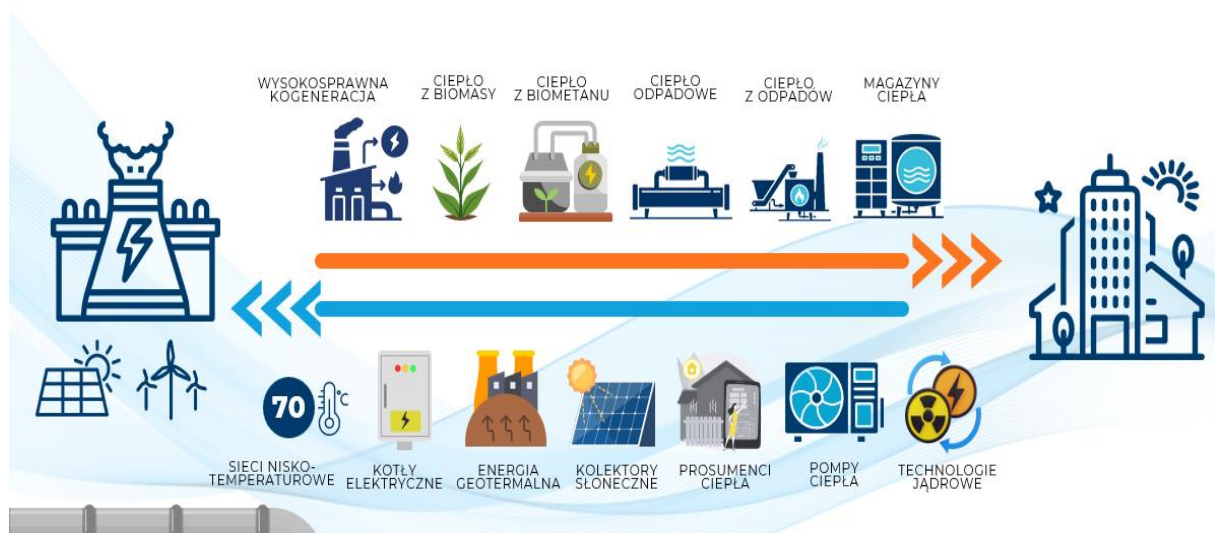 WYSOKOSPRAWNA
KOGENERACJA
CIEPŁO
Z BIOMASY
CIEPŁO
Z BIOMETANU
CIEPŁO
ODPADOWE
CIEPŁO
Z ODPADÓW
MAGAZYNY
CIEPŁA
70
°C
SIECI NISKO-
TEMPERATUROWE
KOTŁY
ELEKTRYCZNE
ENERGIA
GEOTERMALNA
KOLEKTORY
SŁONECZNE
PROSUMENCI
CIEPŁA
POMPY
CIEPŁA
TECHNOLOGIE
JĄDROWE